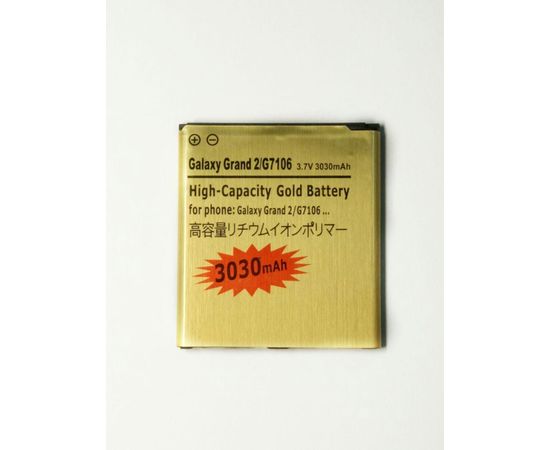 ⊕ ⊖
Galaxy Grand 2/G7106 3.7V 3030mAh
High-Capacity Gold Battery
for phone: Galaxy Grand 2/G7106 ...
高容量リチウムイオンポリマー
3030mAh